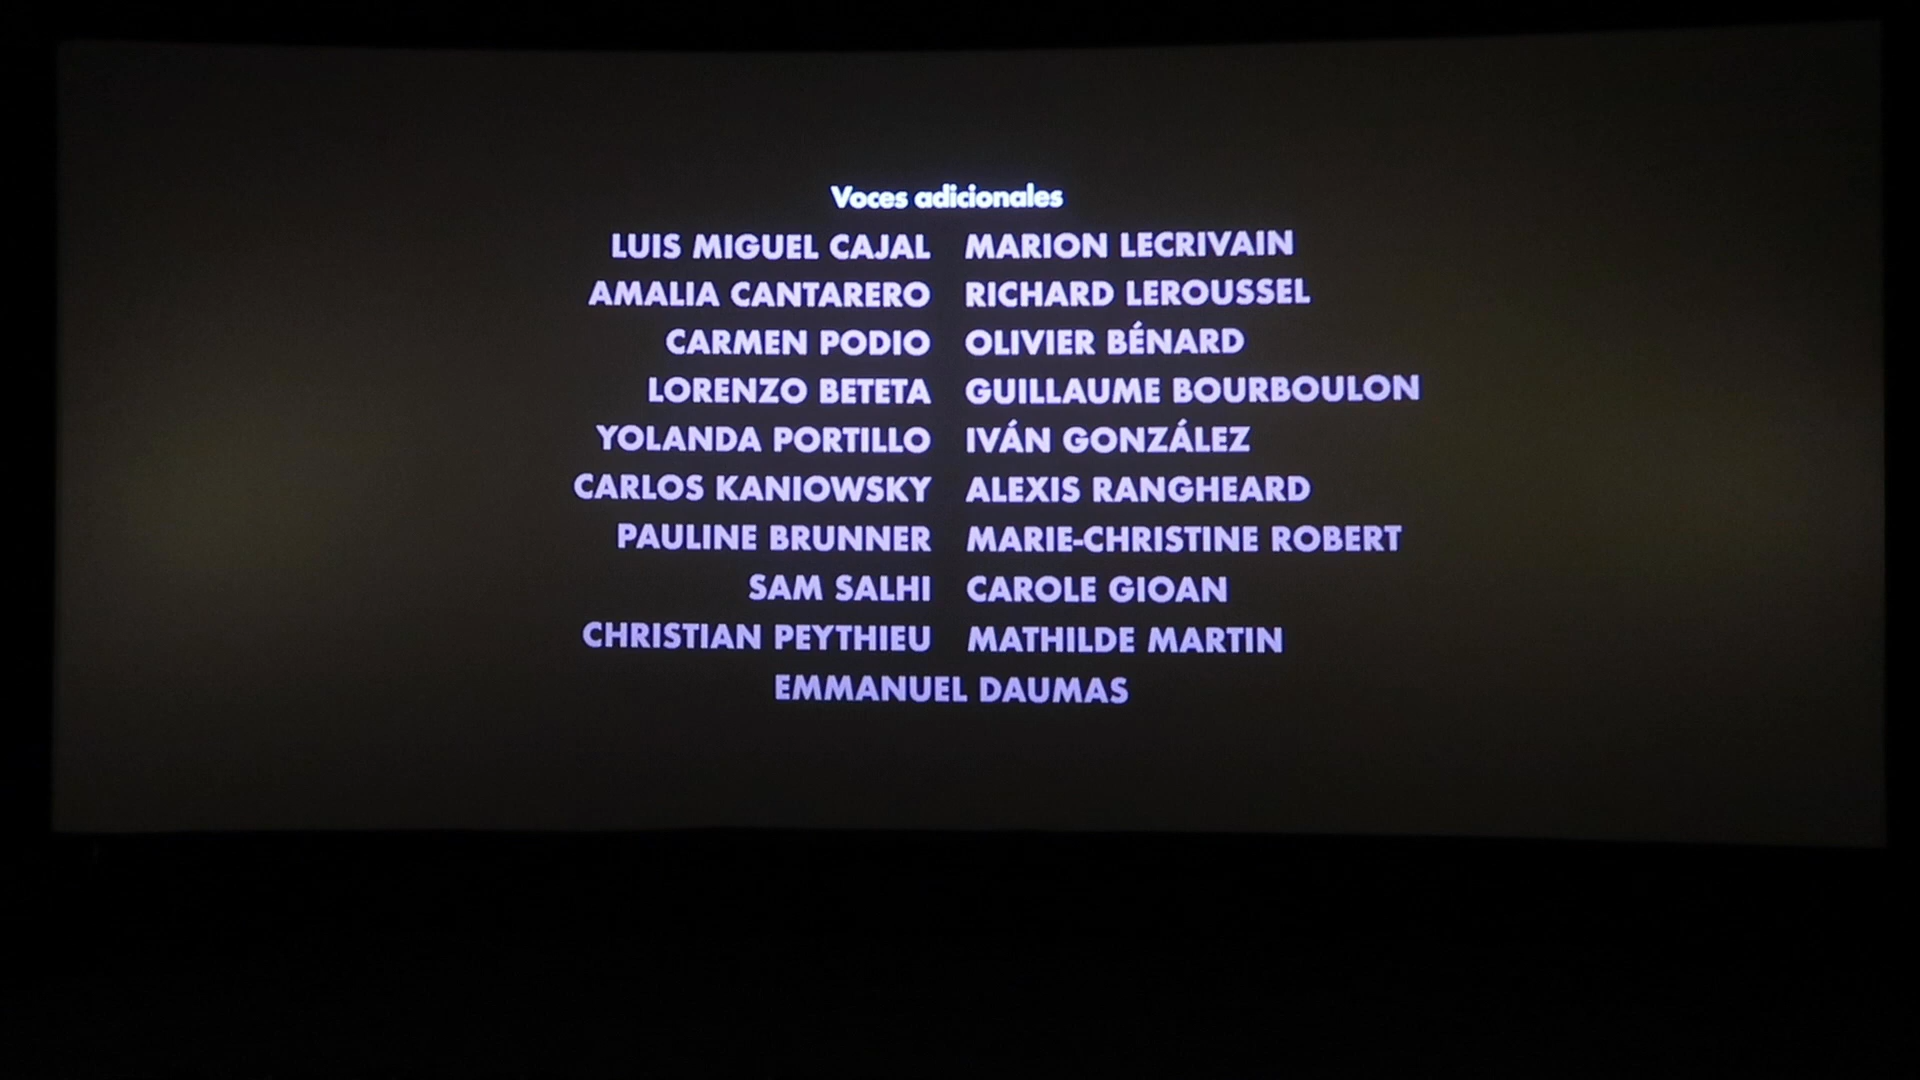 Voces adicionales
LUIS MIGUEL CAJAL MARION LECRIVAIN
AMALIA CANTARERO RICHARD LEROUSSEL
CARMEN PODIO OLIVIER BÉNARD
LORENZO BETETA GUILLAUME BOURBOULON
YOLANDA PORTILLO IVÁN GONZÁLEZ
CARLOS KANIOWSKY ALEXIS RANGHEARD
PAULINE BRUNNER MARIE-CHRISTINE ROBERT
SAM SALHI CAROLE GIOAN
CHRISTIAN PEYTHIEU MATHILDE MARTIN
EMMANUEL DAUMAS